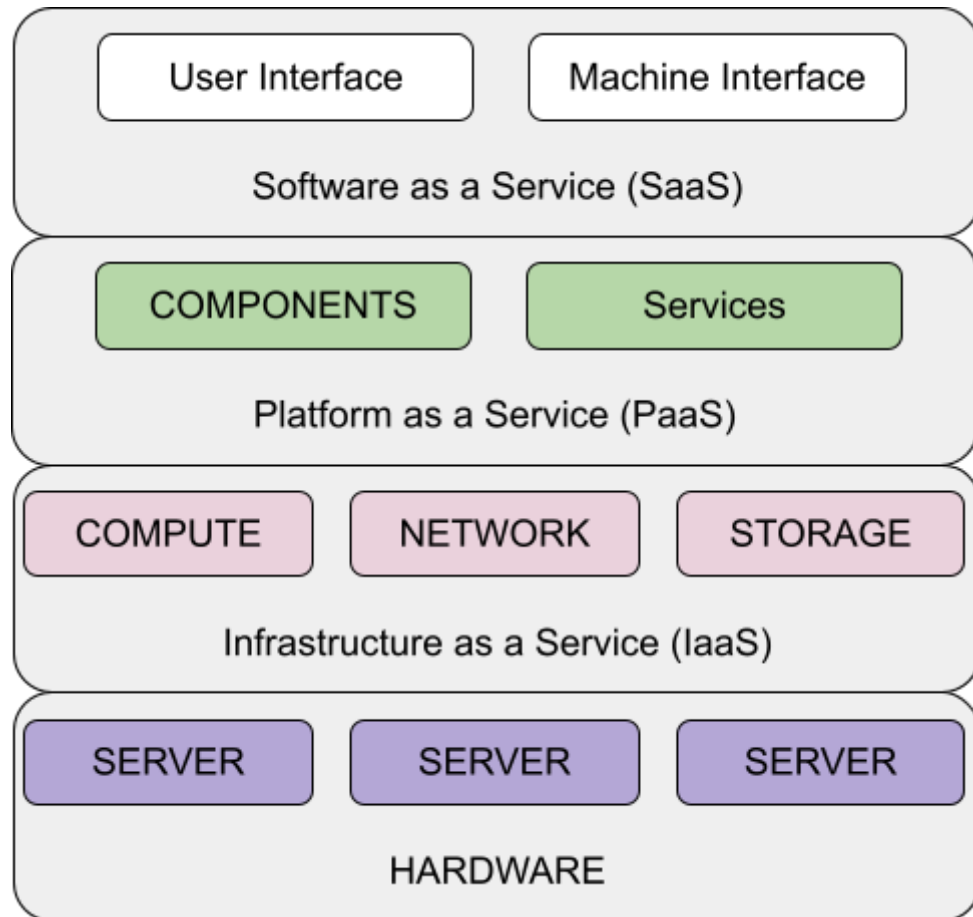 User Interface
Machine Interface
Software as a Service (SaaS)
COMPONENTS
Services
Platform as a Service (PaaS)
COMPUTE
NETWORK
STORAGE
Infrastructure as a Service (IaaS)
SERVER
SERVER
SERVER
HARDWARE